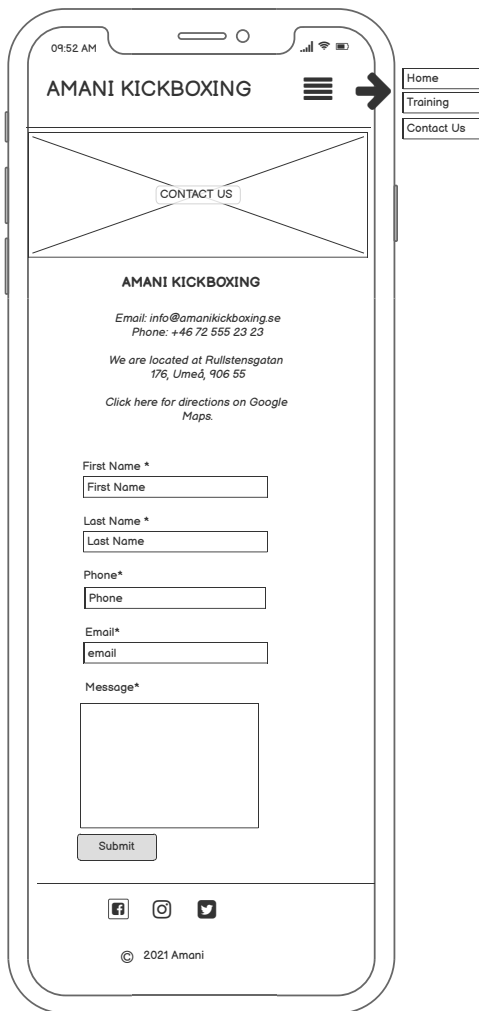 09:52 AM
AMANI KICKBOXING
Home
Training
Contact Us
CONTACT US
AMANI KICKBOXING
Email: info@amanikickboxing.se
Phone: +46 72 555 23 23
We are located at Rullstensgatan
176, Umeå, 906 55
Click here for directions on Google
Maps.
First Name *
First Name
Last Name *
Last Name
Phone*
Phone
Email*
email
Message*
Submit
© 2021 Amani